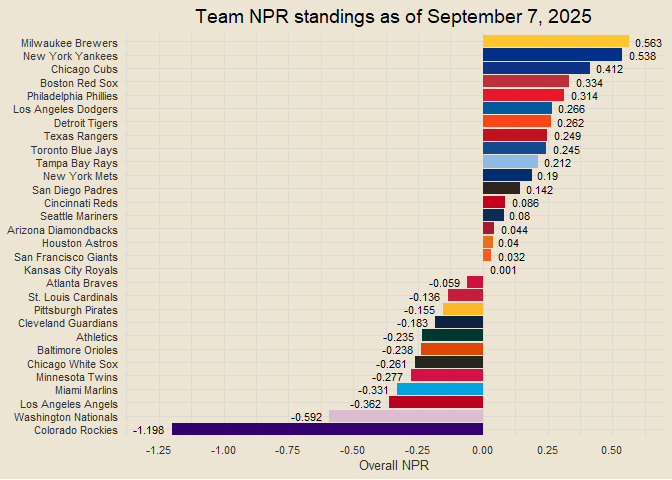 Team NPR standings as of September 7, 2025
Milwaukee Brewers 0.563
New York Yankees 0.538
Chicago Cubs 0.412
Boston Red Sox 0.334
Philadelphia Phillies 0.314
Los Angeles Dodgers 0.266
Detroit Tigers 0.262
Texas Rangers 0.249
Toronto Blue Jays 0.245
Tampa Bay Rays 0.212
New York Mets 0.19
San Diego Padres 0.142
Cincinnati Reds 0.086
Seattle Mariners 0.08
Arizona Diamondbacks 0.044
Houston Astros 0.04
San Francisco Giants 0.032
Kansas City Royals 0.001
Atlanta Braves -0.059
St. Louis Cardinals -0.136
Pittsburgh Pirates -0.155
Cleveland Guardians -0.183
Athletics -0.235
Baltimore Orioles -0.238
Chicago White Sox -0.261
Minnesota Twins -0.277
Miami Marlins -0.331
Los Angeles Angels -0.362
Washington Nationals -0.592
Colorado Rockies -1.198
-1.25 -1.00 -0.75 -0.50 -0.25 0.00 0.25 0.50
Overall NPR